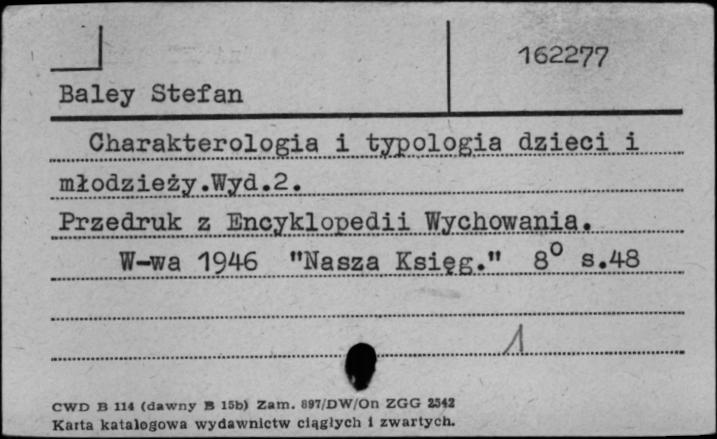 162277
Baley Stefan
Charakterologia i typologia dzieci i
młodzieży.Wyd.2.
Przedruk z Encyklopedii Wychowania.
W-wa 1946 "Nasza Księg." 8° s.48
1
CWD B 114 (dawny B 15b) Zam. 897/DW/On ZGG 2542
Karta katalogowa wydawnictw ciągłych i zwartych.